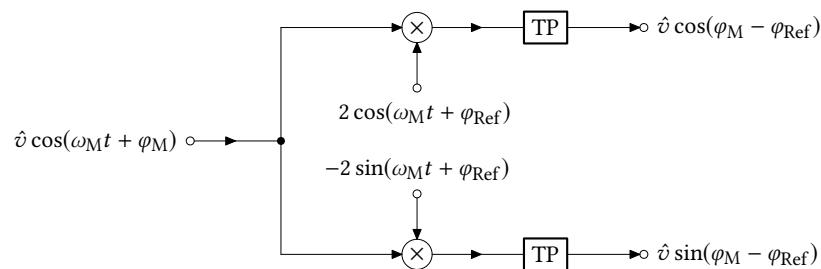 × TP v̂ cos(φ_M − φ_Ref)
2 cos(ω_M t + φ_Ref)
v̂ cos(ω_M t + φ_M)
−2 sin(ω_M t + φ_Ref)
× TP v̂ sin(φ_M − φ_Ref)